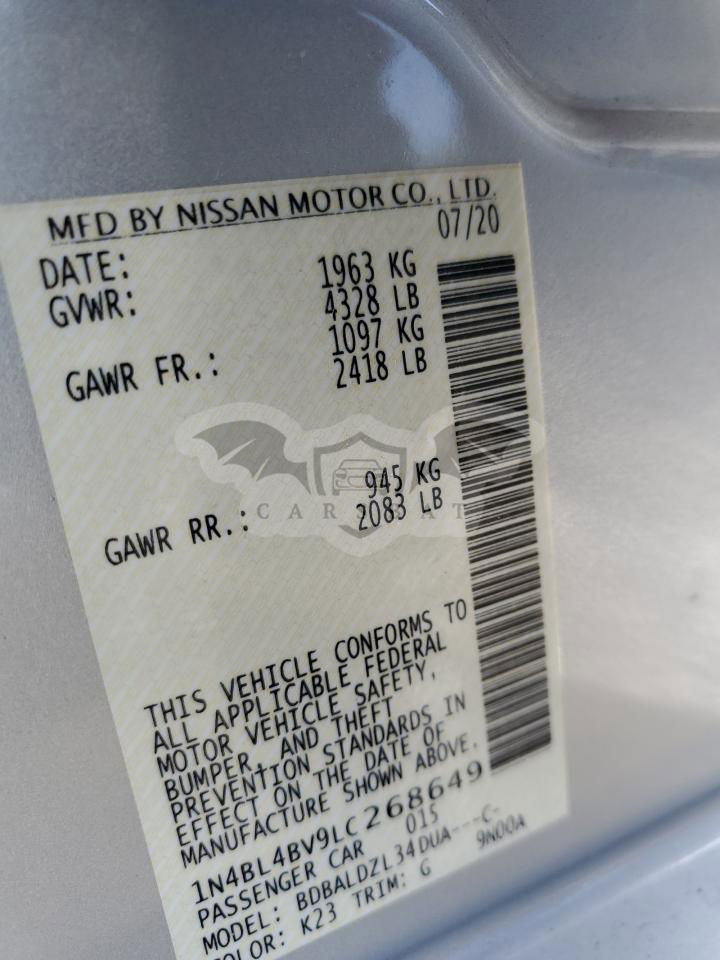 MFD BY NISSAN MOTOR CO., LTD.
DATE: 07/20
GVWR: 1963 KG
4328 LB
GAWR FR.: 1097 KG
2418 LB
GAWR RR.: 945 KG
2083 LB
THIS VEHICLE CONFORMS TO
ALL APPLICABLE FEDERAL
MOTOR VEHICLE SAFETY,
BUMPER, AND THEFT
PREVENTION STANDARDS IN
EFFECT ON THE DATE OF
MANUFACTURE SHOWN ABOVE.
1N4BL4BV9LC268649
PASSENGER CAR 015
MODEL: BDBALDZL34DUA---C-
COLOR: K23 TRIM: G 9N00A